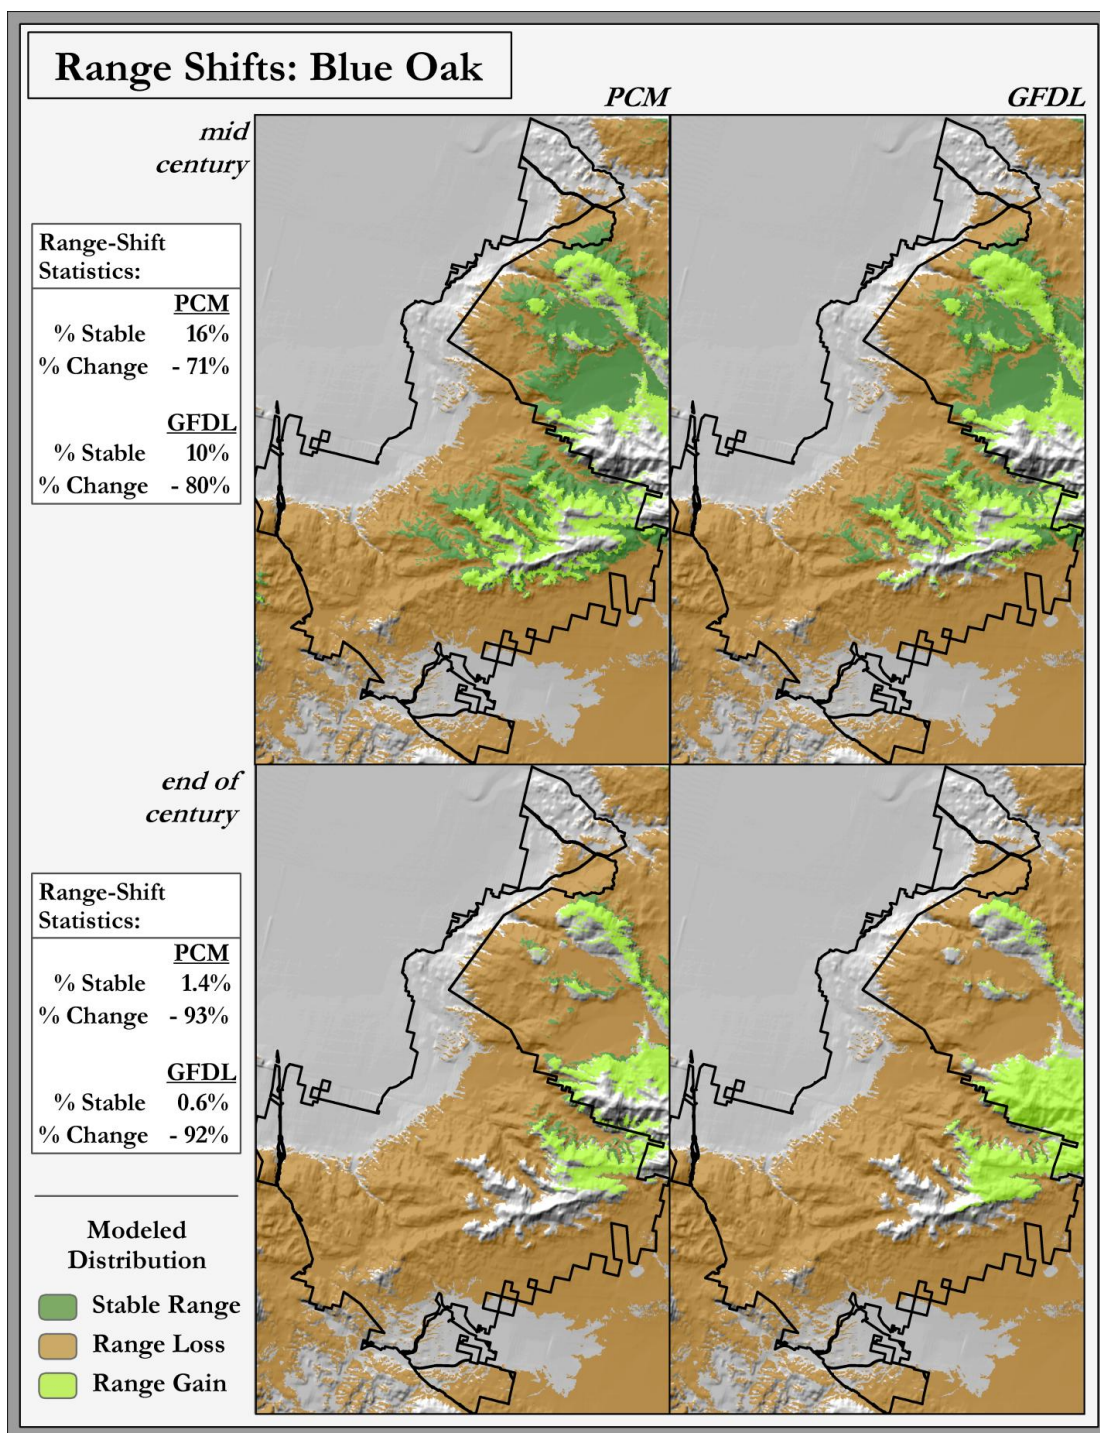 Range Shifts: Blue Oak
PCM
GFDL
mid
century
Range-Shift
Statistics:
PCM
% Stable 16%
% Change - 71%
GFDL
% Stable 10%
% Change - 80%
end of
century
Range-Shift
Statistics:
PCM
% Stable 1.4%
% Change - 93%
GFDL
% Stable 0.6%
% Change - 92%
Modeled
Distribution
Stable Range
Range Loss
Range Gain